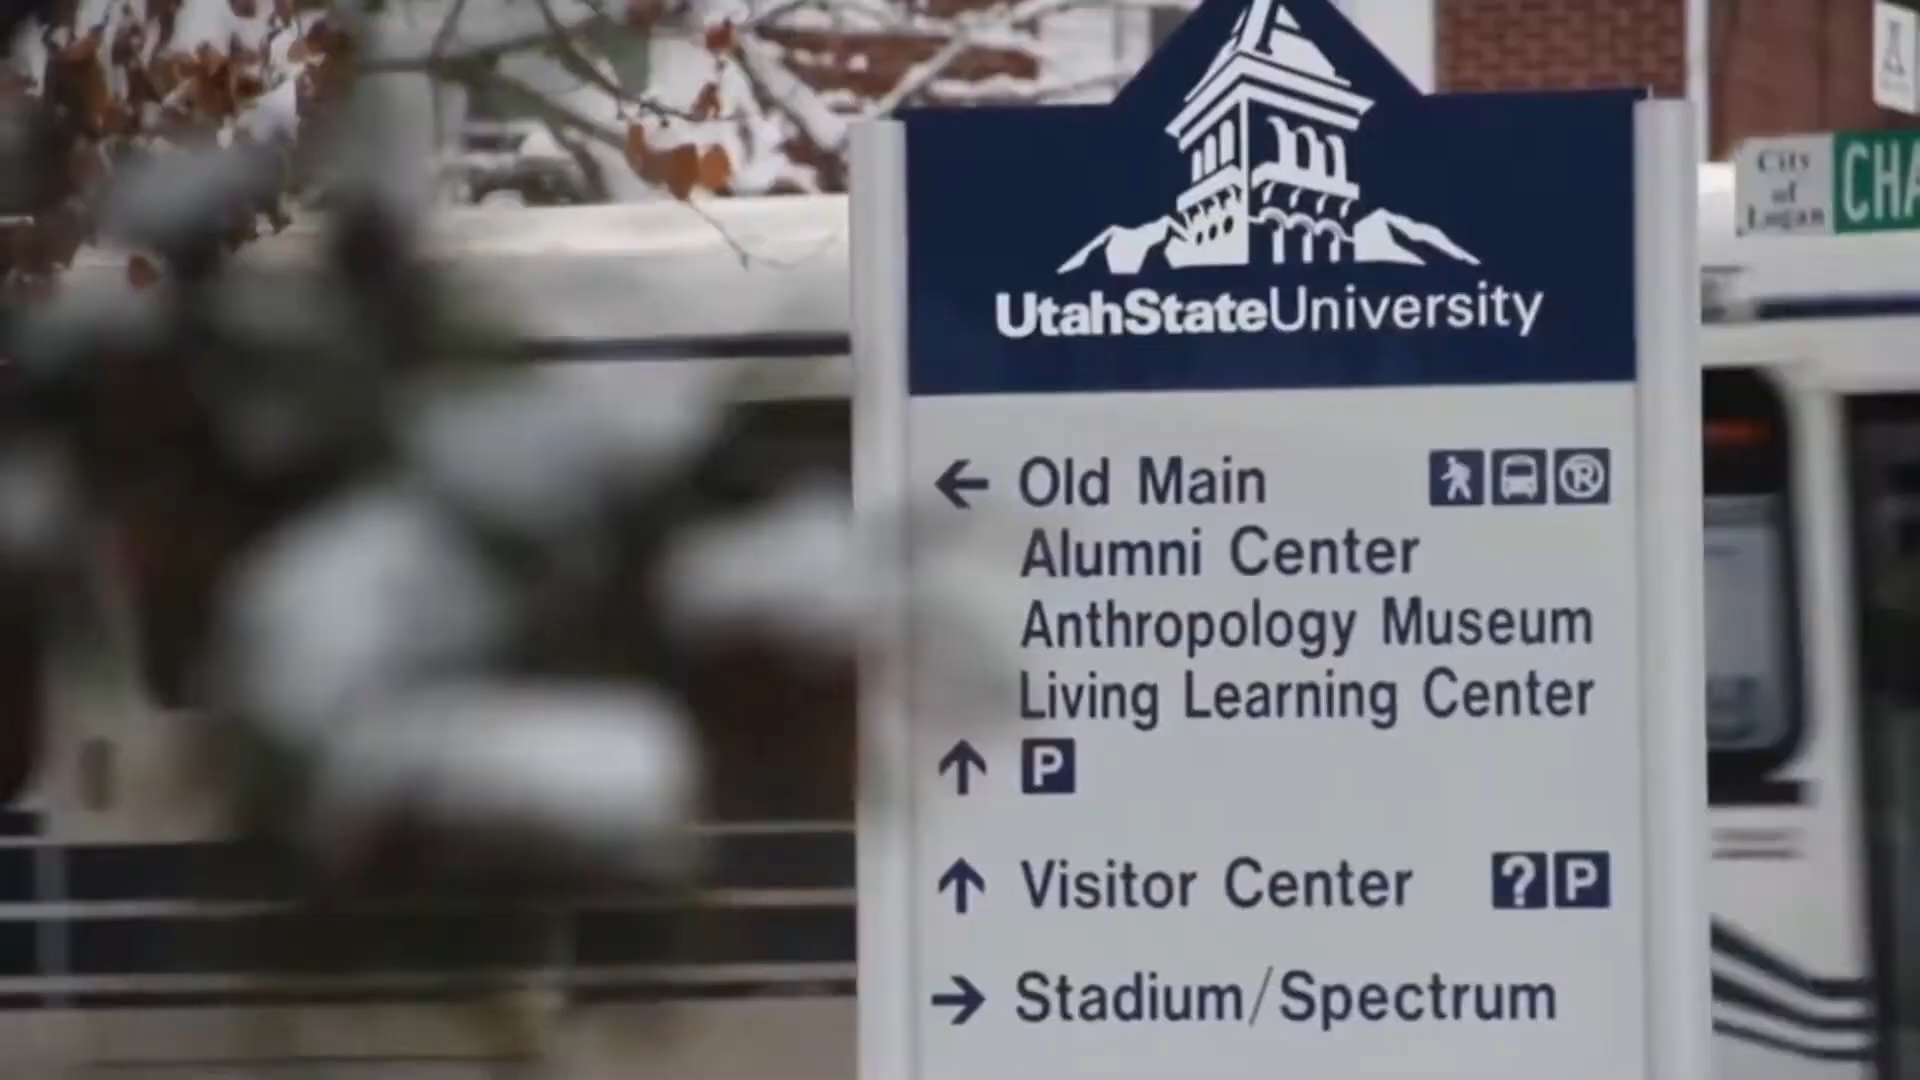 UtahStateUniversity
City
of
Logan
CHA
Old Main
Alumni Center
Anthropology Museum
Living Learning Center
P
Visitor Center ? P
Stadium/Spectrum